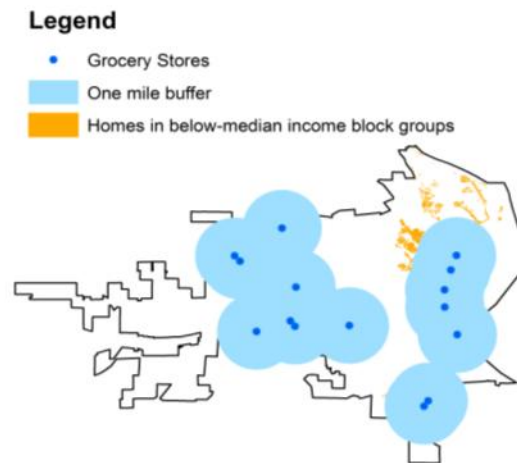 Legend
Grocery Stores
One mile buffer
Homes in below-median income block groups